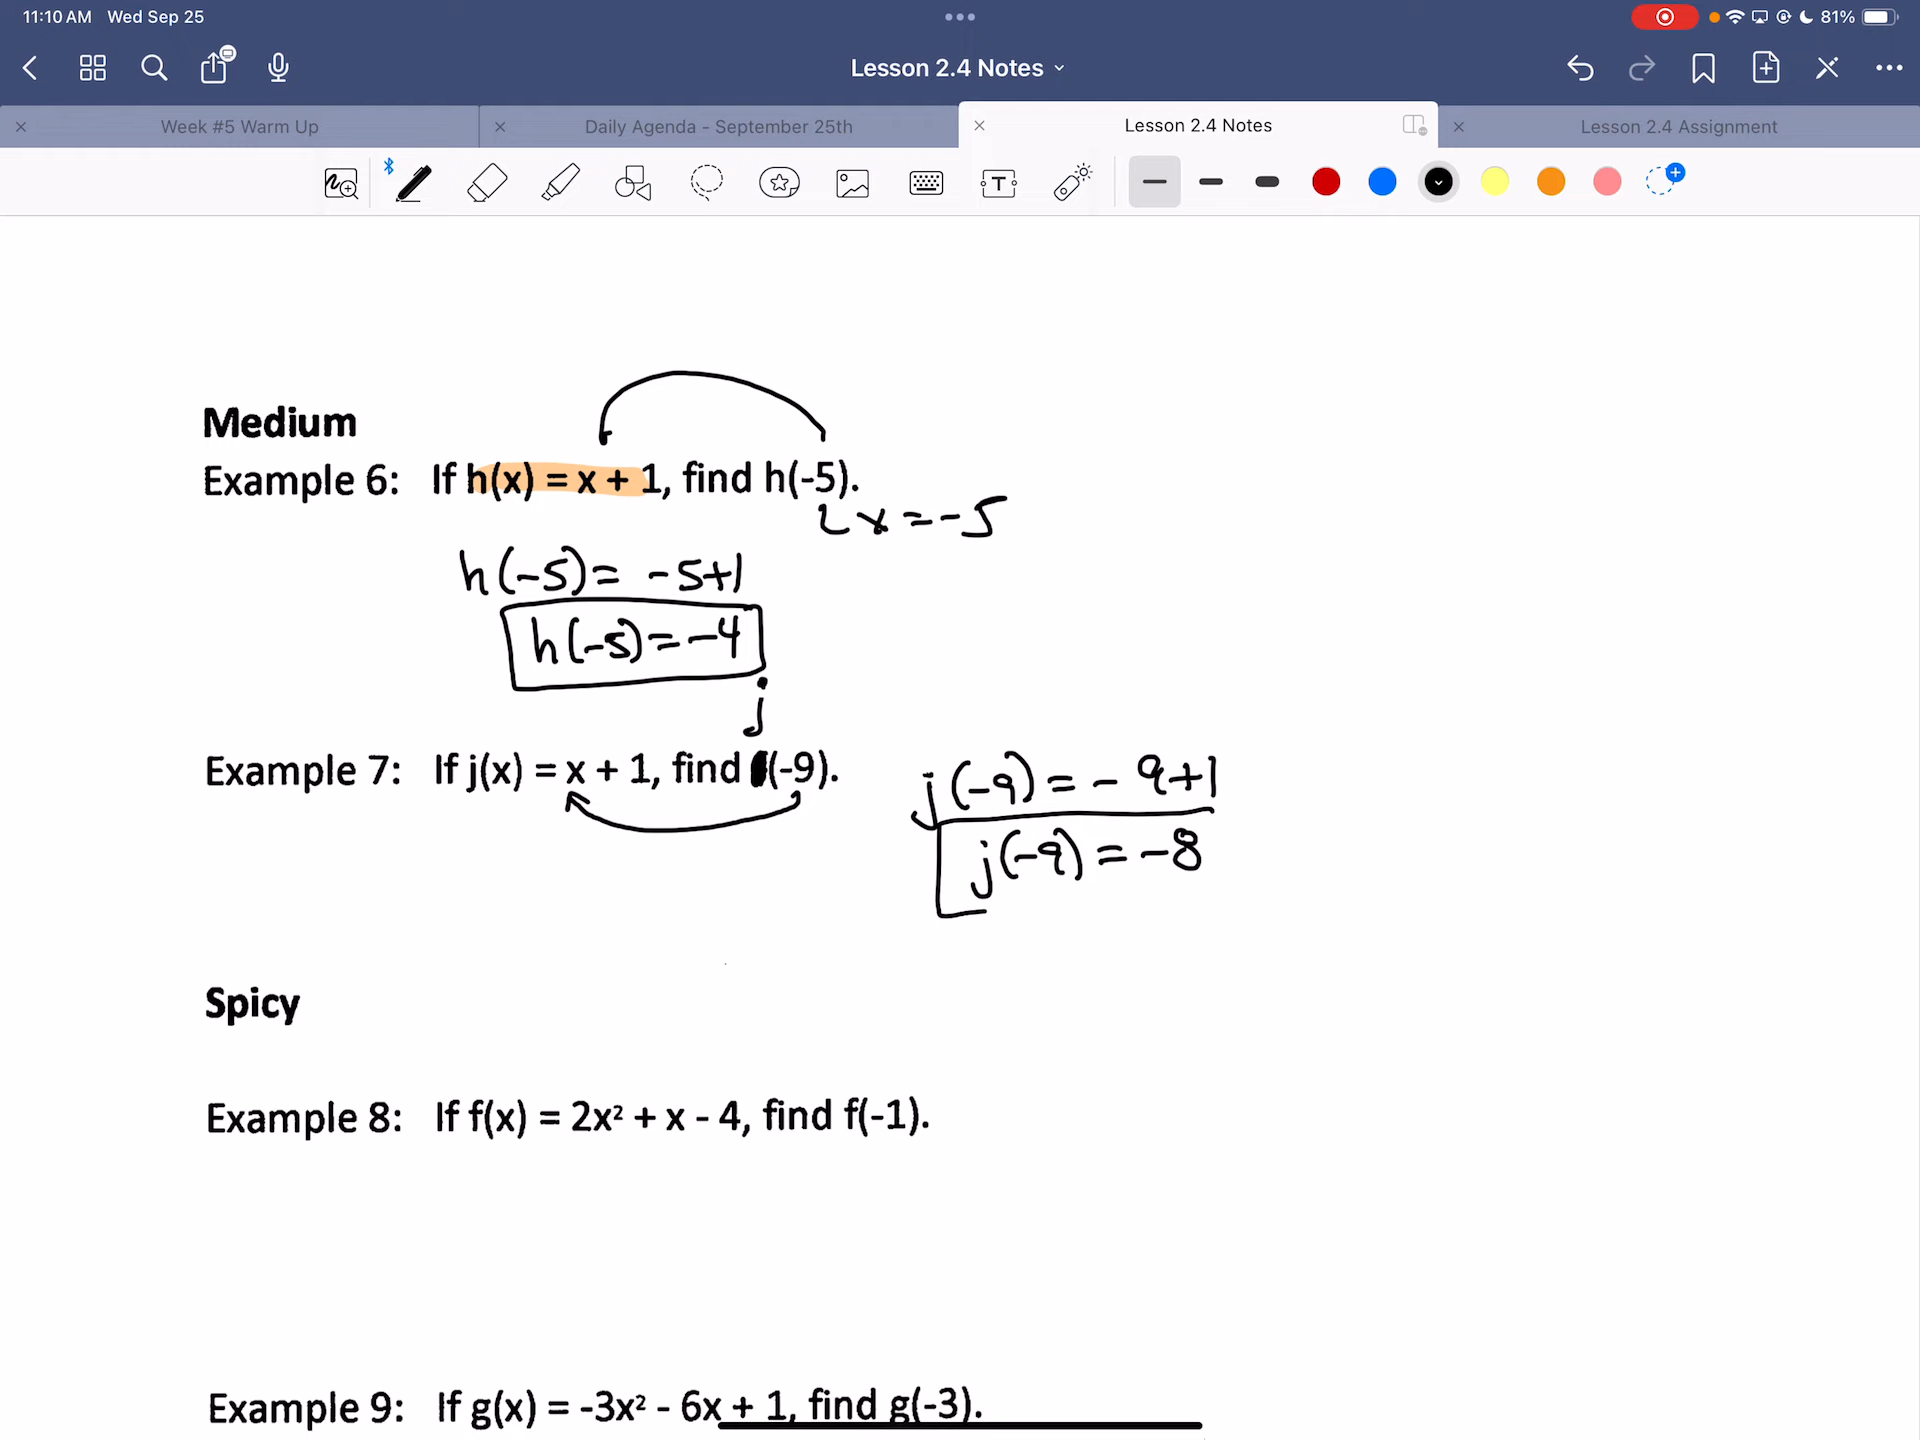 11:10 AM Wed Sep 25
81%
Lesson 2.4 Notes
Week #5 Warm Up
Daily Agenda - September 25th
Lesson 2.4 Notes
Lesson 2.4 Assignment
T
Medium
Example 6: If h(x) = x + 1, find h(-5).
x = -5
h(-5) = -5+1
h(-5) = -4
j
Example 7: If j(x) = x + 1, find (-9).
j(-9) = -9+1
j(-9) = -8
Spicy
Example 8: If f(x) = 2x² + x - 4, find f(-1).
Example 9: If g(x) = -3x² - 6x + 1, find g(-3).